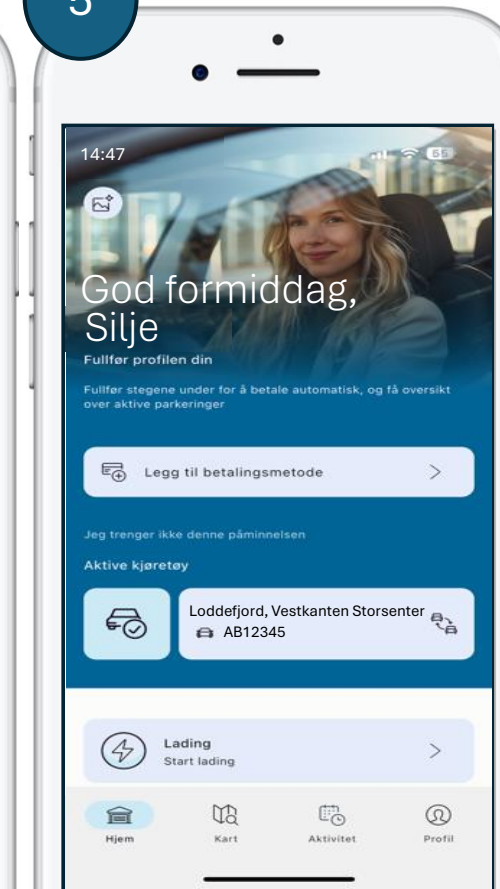 5
14:47
65
God formiddag,
Silje
Fullfør profilen din
Fullfør stegene under for å betale automatisk, og få oversikt
over aktive parkeringer
Legg til betalingsmetode
Jeg trenger ikke denne påminnelsen
Aktive kjøretøy
Loddefjord, Vestkanten Storsenter
AB12345
Lading
Start lading
Hjem Kart Aktivitet Profil